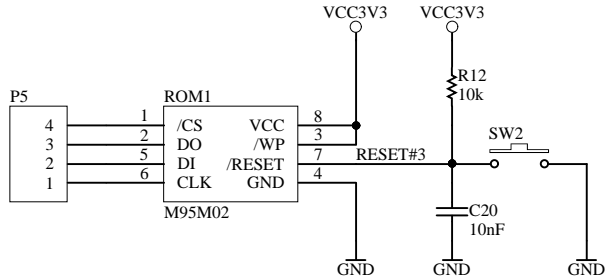 VCC3V3 VCC3V3
R12
10k
P5 ROM1
SW2
4 1 /CS VCC 8
3 2 DO /WP 3
2 5 DI /RESET 7 RESET#3
1 6 CLK GND 4
M95M02
C20
10nF
GND GND GND